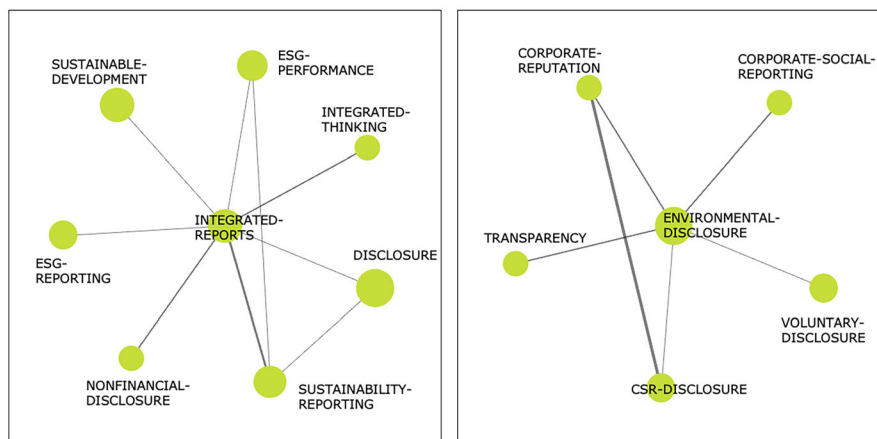 SUSTAINABLE-
DEVELOPMENT
ESG-
PERFORMANCE
INTEGRATED-
THINKING
INTEGRATED-
REPORTS
ESG-
REPORTING
DISCLOSURE
NONFINANCIAL-
DISCLOSURE
SUSTAINABILITY-
REPORTING
CORPORATE-
REPUTATION
CORPORATE-SOCIAL-
REPORTING
ENVIRONMENTAL-
DISCLOSURE
TRANSPARENCY
VOLUNTARY-
DISCLOSURE
CSR-DISCLOSURE